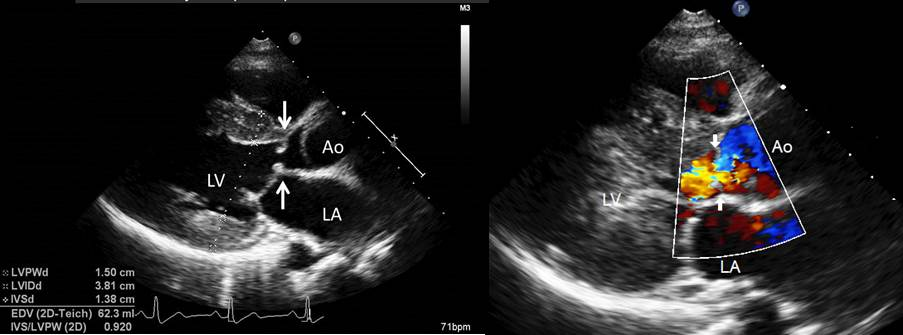 M3
P
Ao
LV
LA
LVPWd 1.50 cm
LVIDd 3.81 cm
IVSd 1.38 cm
EDV (2D-Teich) 62.3 ml
IVS/LVPW (2D) 0.920
71bpm
P
Ao
LV
LA